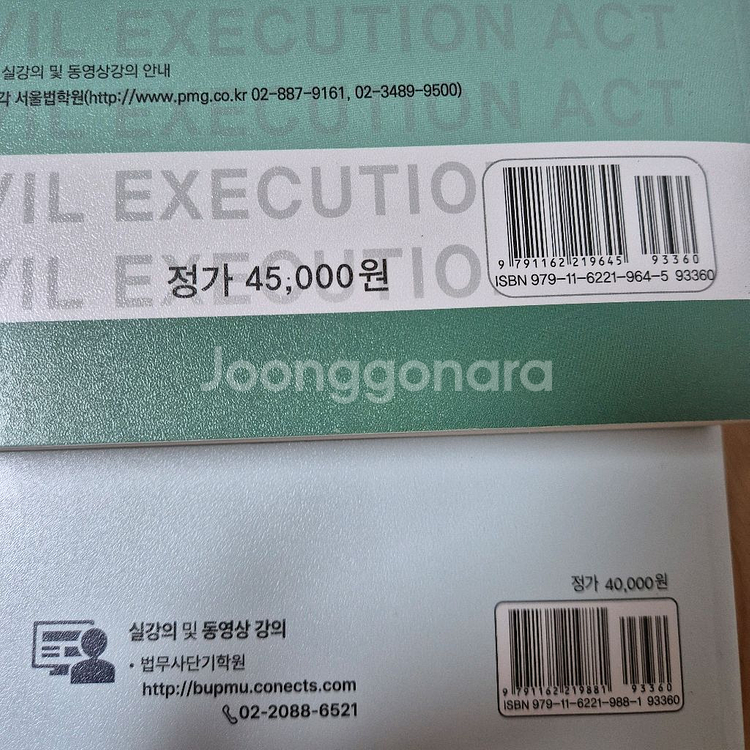 VIL EXECUTION ACT
실강의 및 동영상강의 안내
각 서울법학원(http://www.pmg.co.kr 02-887-9161, 02-3489-9500)
VIL EXECUTION ACT
VIL EXECUTIO
VIL EXECUTIO
정가 45,000원
9 791162 219645 93360
ISBN 979-11-6221-964-5 93360
Joonggonara
정가 40,000원
실강의 및 동영상 강의
• 법무사단기학원
http://bupmu.conects.com
02-2088-6521
9 791162 219881 93360
ISBN 979-11-6221-988-1 93360